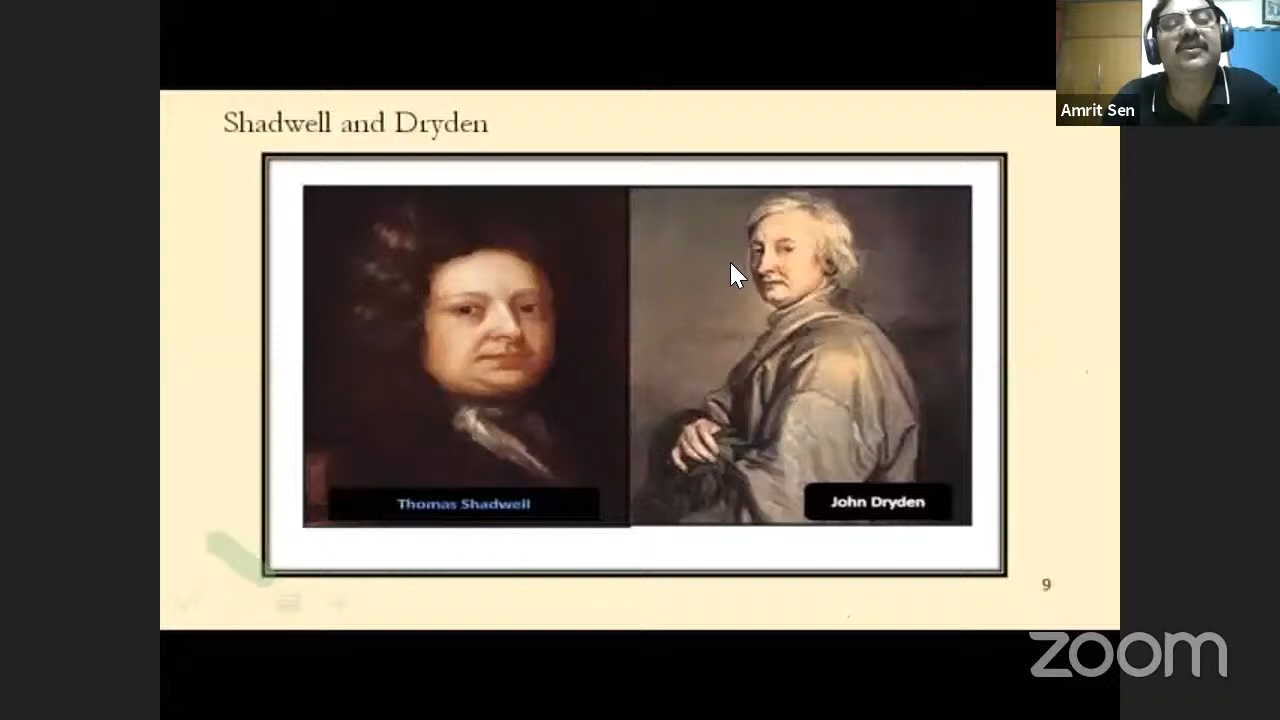 Shadwell and Dryden
Amrit Sen
Thomas Shadwell
John Dryden
9
zoom